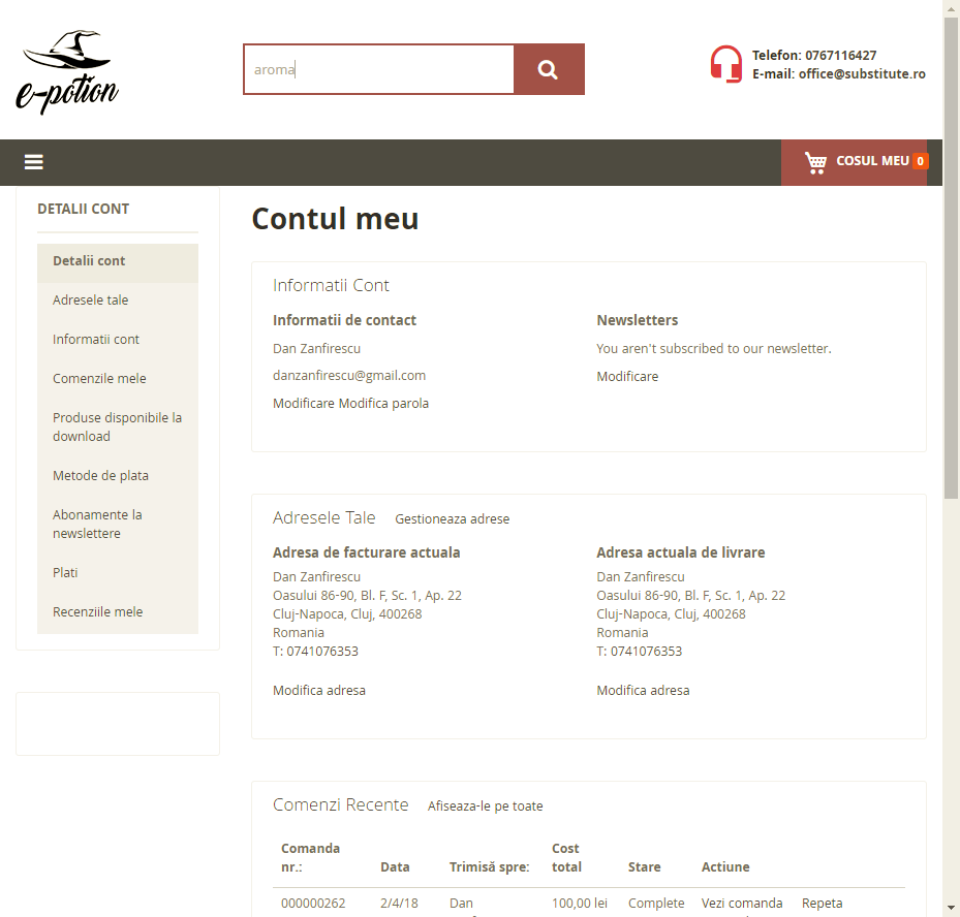 e-potion
aroma
Telefon: 0767116427
E-mail: office@substitute.ro
COSUL MEU 0
DETALII CONT
Detalii cont
Adresele tale
Informatii cont
Comenzile mele
Produse disponibile la
download
Metode de plata
Abonamente la
newslettere
Plati
Recenziile mele
Contul meu
Informatii Cont
Informatii de contact
Dan Zanfirescu
danzanfirescu@gmail.com
Modificare Modifica parola
Newsletters
You aren't subscribed to our newsletter.
Modificare
Adresele Tale Gestioneaza adrese
Adresa de facturare actuala
Dan Zanfirescu
Oasului 86-90, Bl. F, Sc. 1, Ap. 22
Cluj-Napoca, Cluj, 400268
Romania
T: 0741076353
Modifica adresa
Adresa actuala de livrare
Dan Zanfirescu
Oasului 86-90, Bl. F, Sc. 1, Ap. 22
Cluj-Napoca, Cluj, 400268
Romania
T: 0741076353
Modifica adresa
Comenzi Recente Afiseaza-le pe toate
Comanda
nr.: Data Trimisă spre: Cost
total Stare Actiune
000000262 2/4/18 Dan 100,00 lei Complete Vezi comanda Repeta